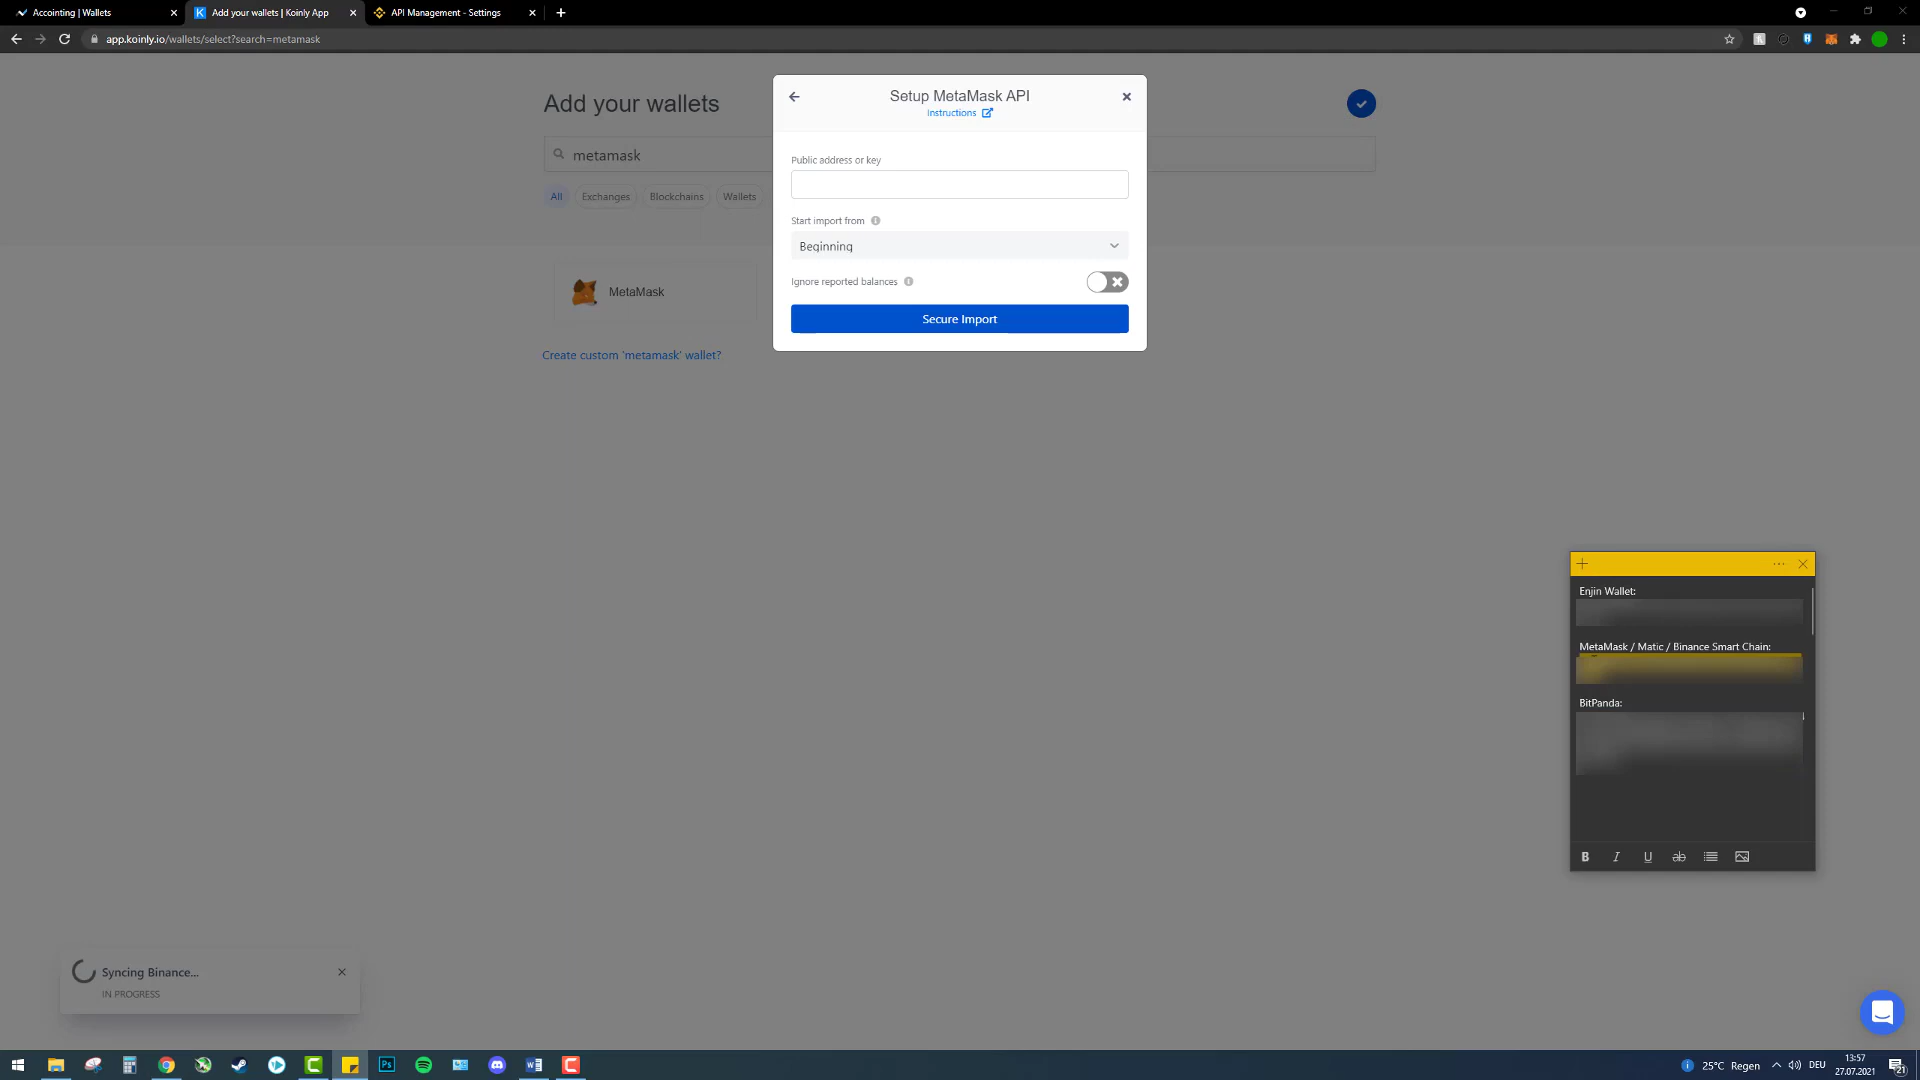 Accointing | Wallets
Add your wallets | Koinly App
API Management - Settings
app.koinly.io/wallets/select?search=metamask
Add your wallets
metamask
All
Exchanges
Blockchains
Wallets
MetaMask
Create custom 'metamask' wallet?
Setup MetaMask API
Instructions
Public address or key
Start import from
Beginning
Ignore reported balances
Secure Import
Enjin Wallet:
MetaMask / Matic / Binance Smart Chain:
BitPanda:
B I U ab
Syncing Binance...
IN PROGRESS
25°C Regen
DEU
13:57
27.07.2021
21